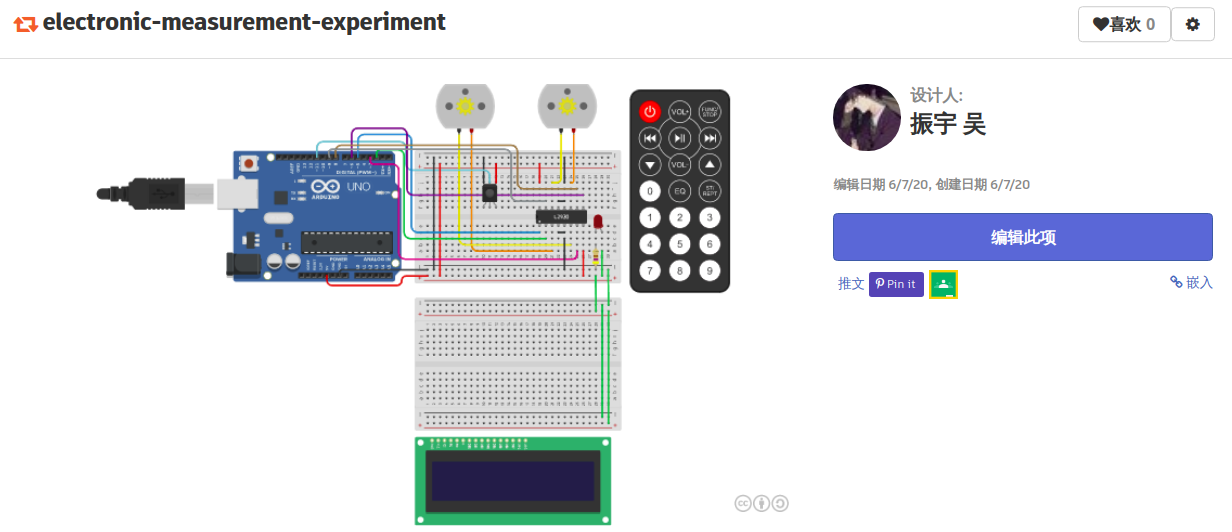 electronic-measurement-experiment
喜欢 0
设计人:
振宇 吴
编辑日期 6/7/20, 创建日期 6/7/20
编辑此项
推文
Pin it
嵌入
DIGITAL (PWM~)
UNO
ARDUINO
POWER
ANALOG IN
L293D
VOL+
FUNC/
STOP
VOL-
0
EQ
ST/
REPT
1
2
3
4
5
6
7
8
9
cc